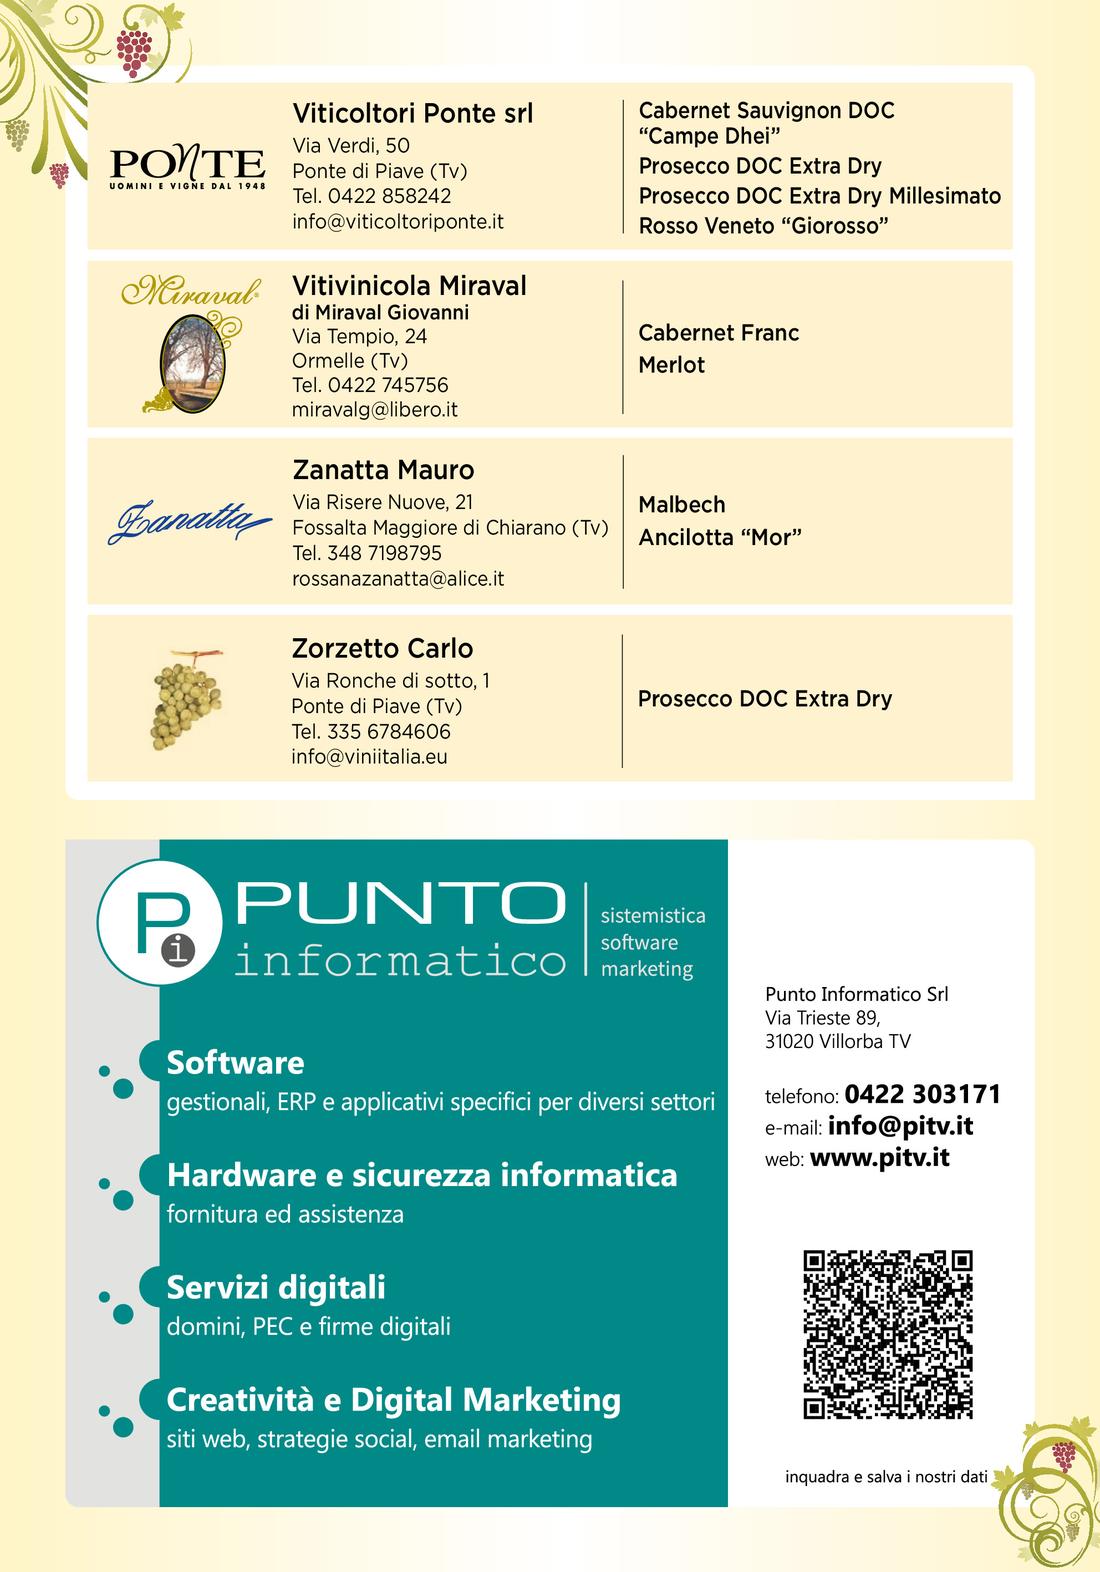 PONTE
UOMINI E VIGNE DAL 1948
Viticoltori Ponte srl
Via Verdi, 50
Ponte di Piave (Tv)
Tel. 0422 858242
info@viticoltoriponte.it
Cabernet Sauvignon DOC
“Campe Dhei”
Prosecco DOC Extra Dry
Prosecco DOC Extra Dry Millesimato
Rosso Veneto “Giorosso”
Miraval
Vitivinicola Miraval
di Miraval Giovanni
Via Tempio, 24
Ormelle (Tv)
Tel. 0422 745756
miravalg@libero.it
Cabernet Franc
Merlot
Zanatta
Zanatta Mauro
Via Risere Nuove, 21
Fossalta Maggiore di Chiarano (Tv)
Tel. 348 7198795
rossanazanatta@alice.it
Malbech
Ancilotta “Mor”
Zorzetto Carlo
Via Ronche di sotto, 1
Ponte di Piave (Tv)
Tel. 335 6784606
info@viniitalia.eu
Prosecco DOC Extra Dry
Pi
PUNTO
informatico
sistemistica
software
marketing
Software
gestionali, ERP e applicativi specifici per diversi settori
Hardware e sicurezza informatica
fornitura ed assistenza
Servizi digitali
domini, PEC e firme digitali
Creatività e Digital Marketing
siti web, strategie social, email marketing
Punto Informatico Srl
Via Trieste 89,
31020 Villorba TV
telefono: 0422 303171
e-mail: info@pitv.it
web: www.pitv.it
inquadra e salva i nostri dati